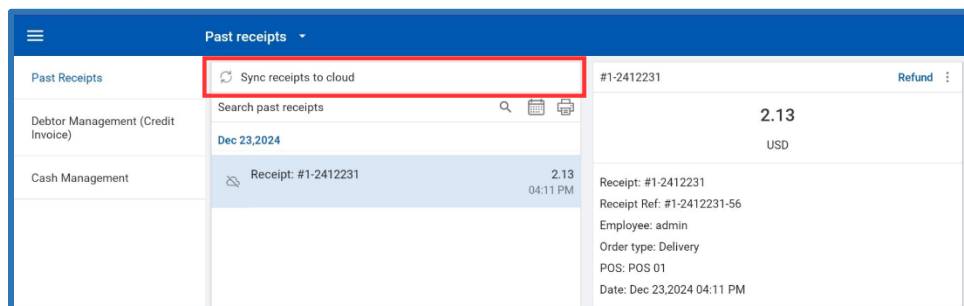 Past receipts
Past Receipts
Debtor Management (Credit
Invoice)
Cash Management
Sync receipts to cloud
Search past receipts
Dec 23,2024
Receipt: #1-2412231
2.13
04:11 PM
#1-2412231
Refund
2.13
USD
Receipt: #1-2412231
Receipt Ref: #1-2412231-56
Employee: admin
Order type: Delivery
POS: POS 01
Date: Dec 23,2024 04:11 PM